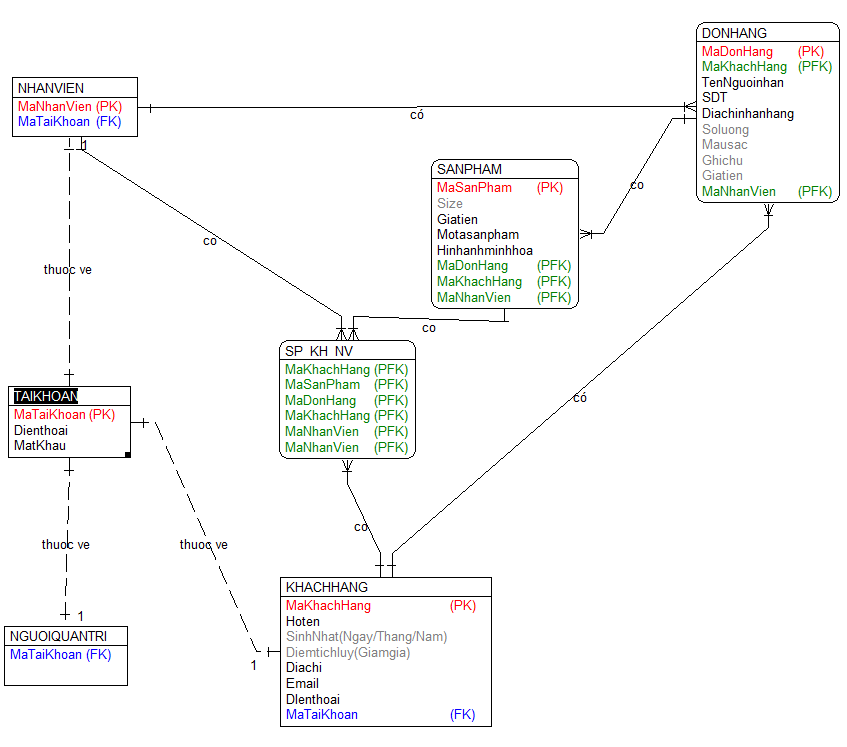 DONHANG
MaDonHang (PK)
MaKhachHang (PFK)
TenNguoinhan
SDT
Diachinhanhang
Soluong
Mausac
Ghichu
Giatien
MaNhanVien (PFK)
NHANVIEN
MaNhanVien (PK)
MaTaiKhoan (FK)
có
1
SANPHAM
MaSanPham (PK)
Size
Giatien
Motasanpham
Hinhanhminhhoa
MaDonHang (PFK)
MaKhachHang (PFK)
MaNhanVien (PFK)
co
co
thuoc ve
co
SP_KH_NV
MaKhachHang (PFK)
MaSanPham (PFK)
MaDonHang (PFK)
MaKhachHang (PFK)
MaNhanVien (PFK)
MaNhanVien (PFK)
có
TAIKHOAN
MaTaiKhoan (PK)
Dienthoai
MatKhau
co
thuoc ve
thuoc ve
1
NGUOIQUANTRI
MaTaiKhoan (FK)
1
KHACHHANG
MaKhachHang (PK)
Hoten
SinhNhat(Ngay/Thang/Nam)
Diemtichluy(Giamgia)
Diachi
Email
DIenthoai
MaTaiKhoan (FK)